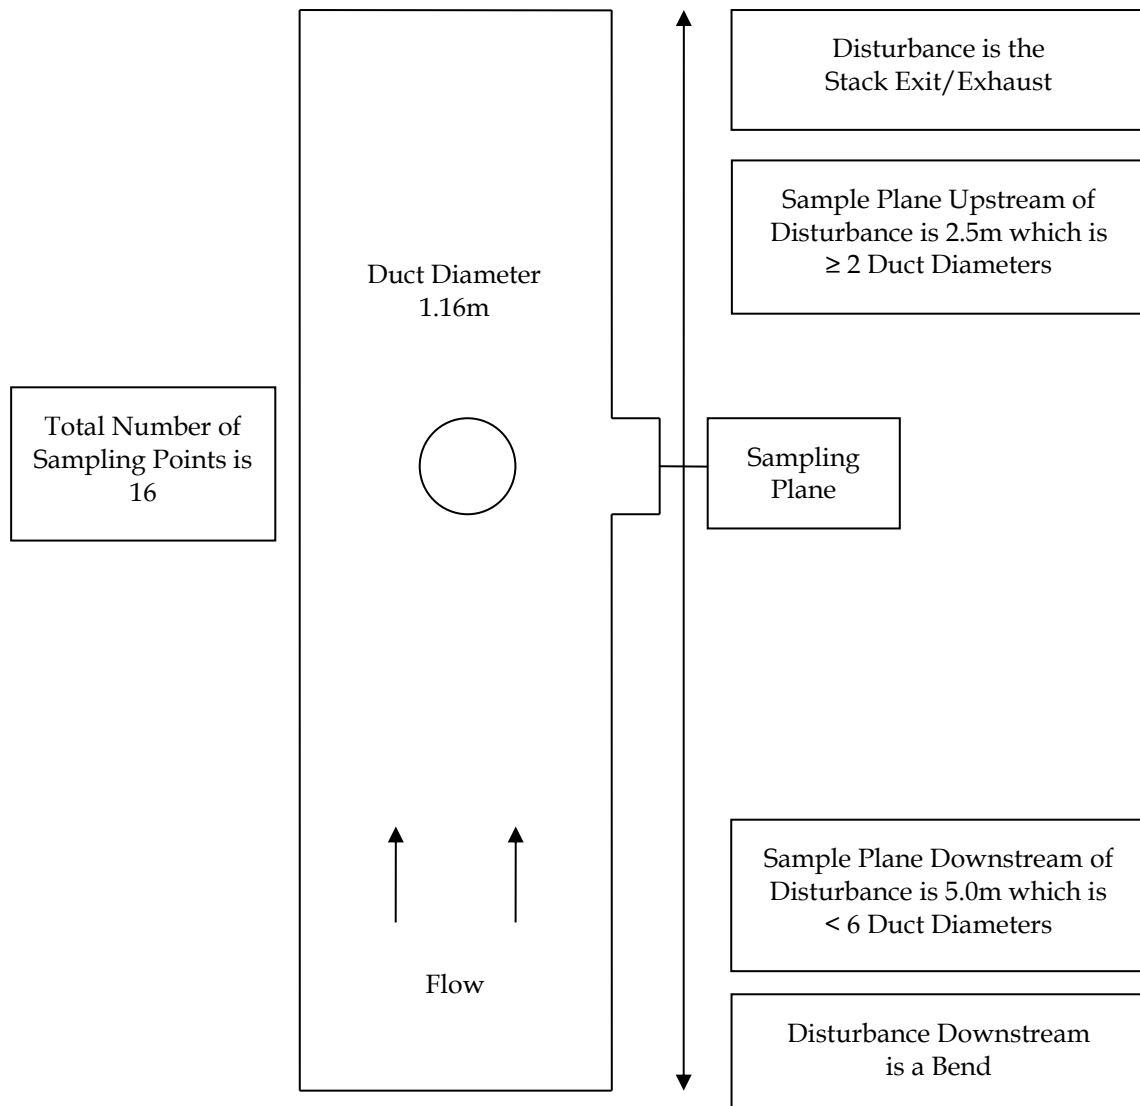 Disturbance is the
Stack Exit/Exhaust
Sample Plane Upstream of
Disturbance is 2.5m which is
≥ 2 Duct Diameters
Duct Diameter
1.16m
Total Number of
Sampling Points is
16
Sampling
Plane
Sample Plane Downstream of
Disturbance is 5.0m which is
< 6 Duct Diameters
Flow
Disturbance Downstream
is a Bend